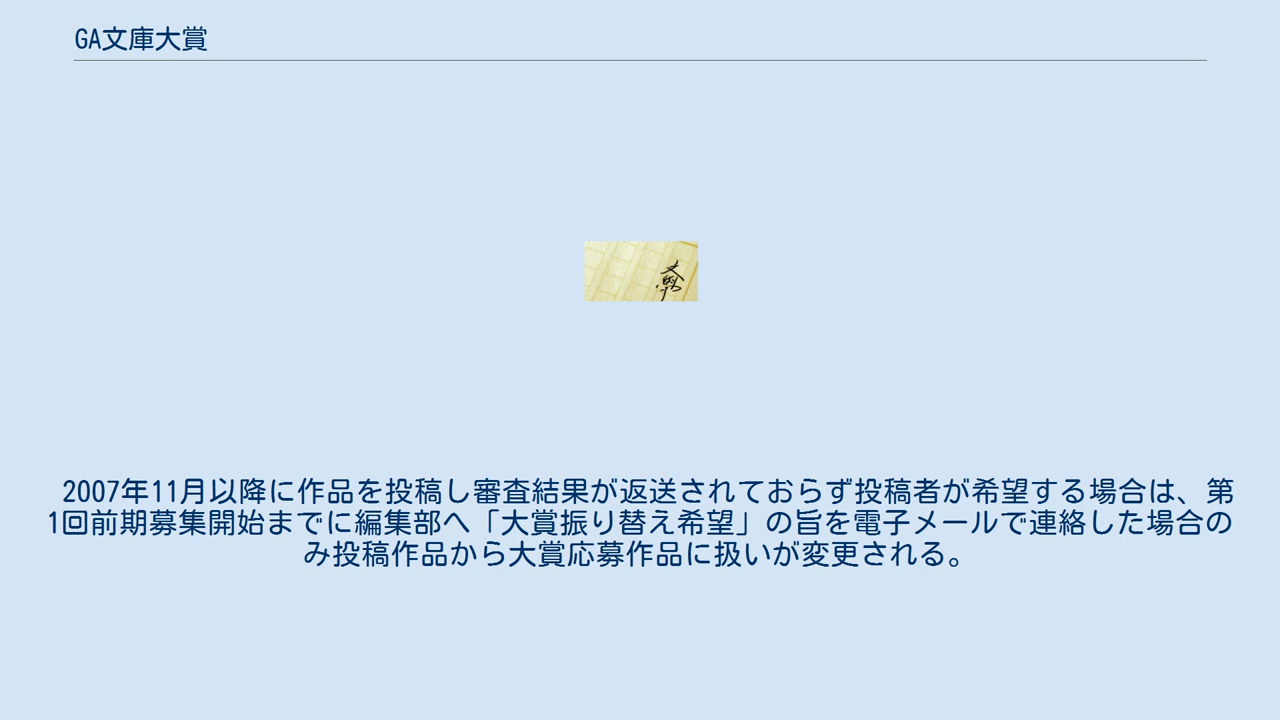 GA文庫大賞
2007年11月以降に作品を投稿し審査結果が返送されておらず投稿者が希望する場合は、第
1回前期募集開始までに編集部へ「大賞振り替え希望」の旨を電子メールで連絡した場合の
み投稿作品から大賞応募作品に扱いが変更される。